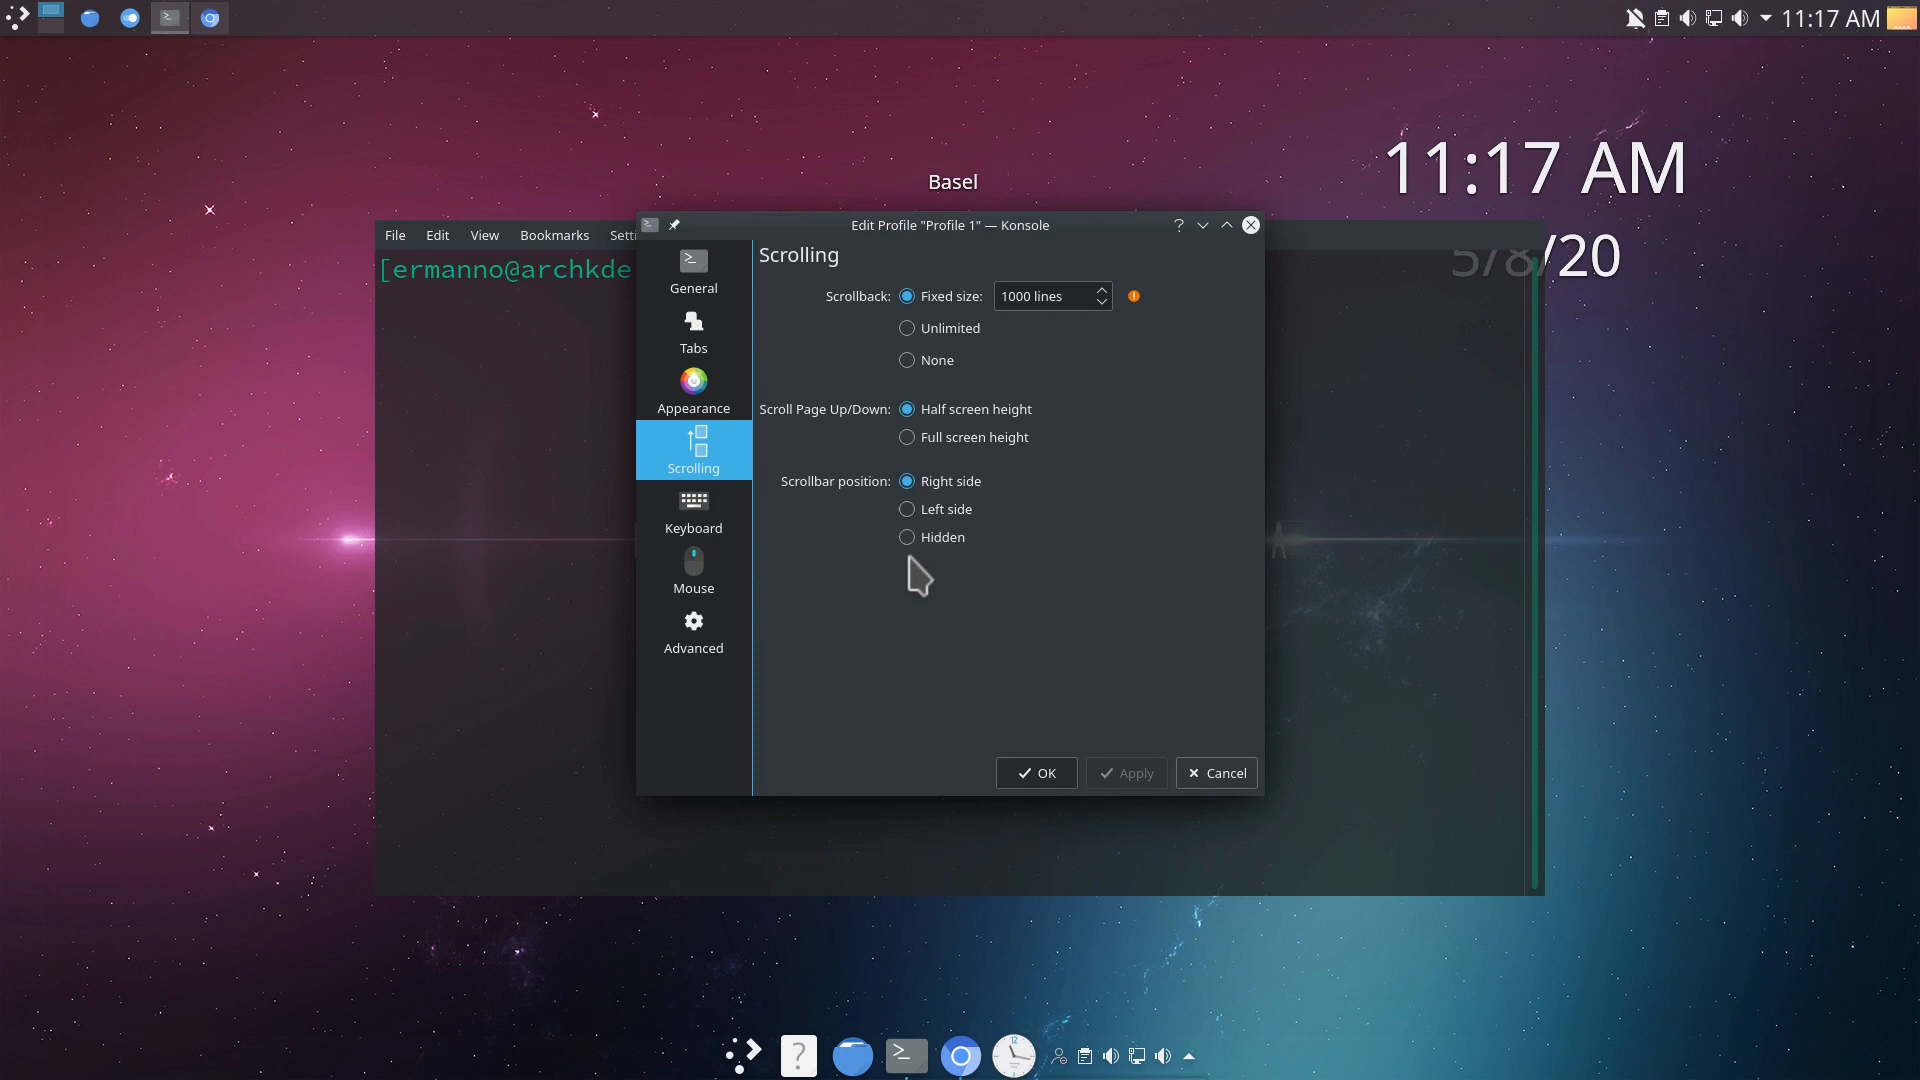 11:17 AM
11:17 AM
Basel
5/8/20
File Edit View Bookmarks Setti
Edit Profile "Profile 1" — Konsole
[ermanno@archkde
General
Tabs
Appearance
Scrolling
Keyboard
Mouse
Advanced
Scrolling
Scrollback: Fixed size: 1000 lines
Unlimited
None
Scroll Page Up/Down: Half screen height
Full screen height
Scrollbar position: Right side
Left side
Hidden
OK Apply Cancel
12